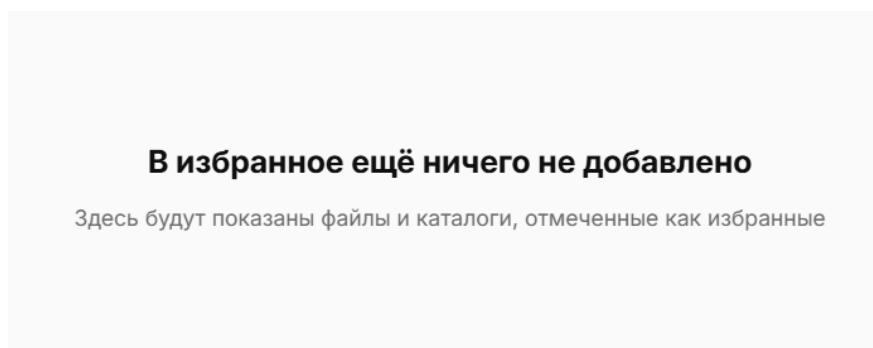 В избранное ещё ничего не добавлено
Здесь будут показаны файлы и каталоги, отмеченные как избранные